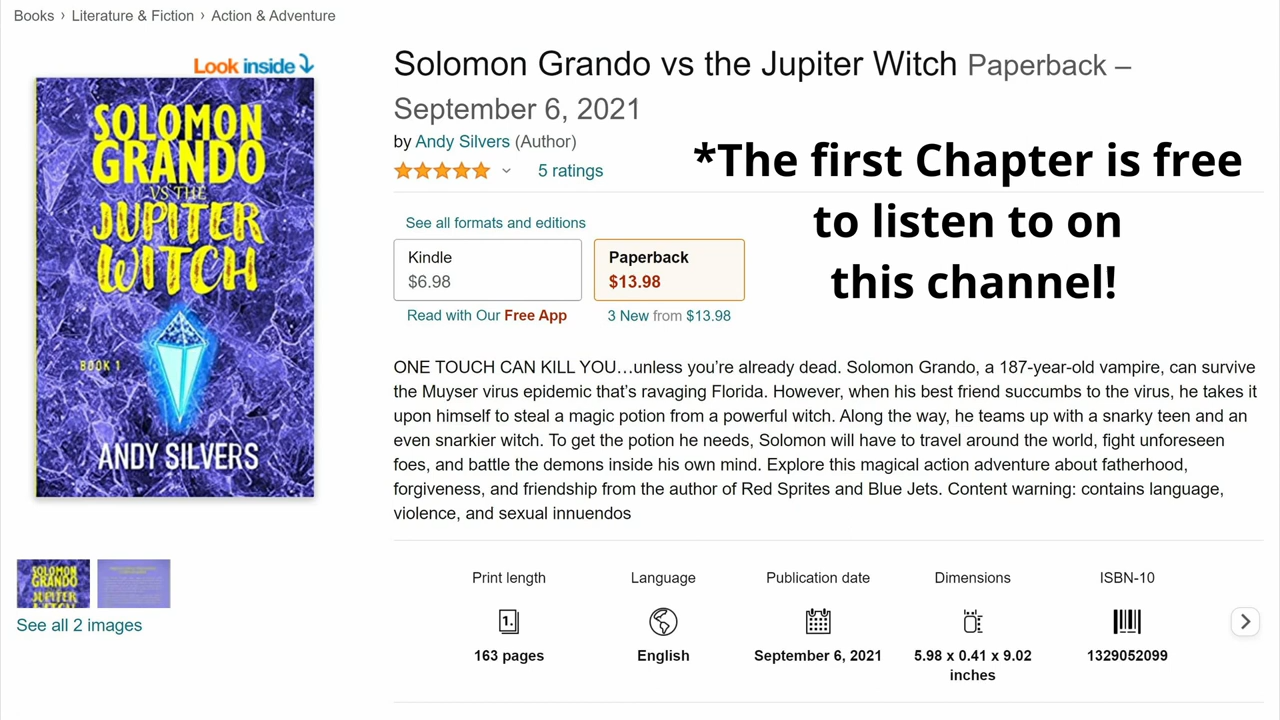 Books › Literature & Fiction › Action & Adventure
Look inside
SOLOMON
GRANDO
VS THE
JUPITER
WITCH
BOOK 1
ANDY SILVERS
SOLOMON
GRANDO
JUPITER
WITCH
See all 2 images
Solomon Grando vs the Jupiter Witch Paperback –
September 6, 2021
by Andy Silvers (Author)
5 ratings
*The first Chapter is free
to listen to on
this channel!
See all formats and editions
Kindle
$6.98
Read with Our Free App
Paperback
$13.98
3 New from $13.98
ONE TOUCH CAN KILL YOU…unless you’re already dead. Solomon Grando, a 187-year-old vampire, can survive
the Muyser virus epidemic that’s ravaging Florida. However, when his best friend succumbs to the virus, he takes it
upon himself to steal a magic potion from a powerful witch. Along the way, he teams up with a snarky teen and an
even snarkier witch. To get the potion he needs, Solomon will have to travel around the world, fight unforeseen
foes, and battle the demons inside his own mind. Explore this magical action adventure about fatherhood,
forgiveness, and friendship from the author of Red Sprites and Blue Jets. Content warning: contains language,
violence, and sexual innuendos
Print length
1.
163 pages
Language
English
Publication date
September 6, 2021
Dimensions
5.98 x 0.41 x 9.02
inches
ISBN-10
1329052099